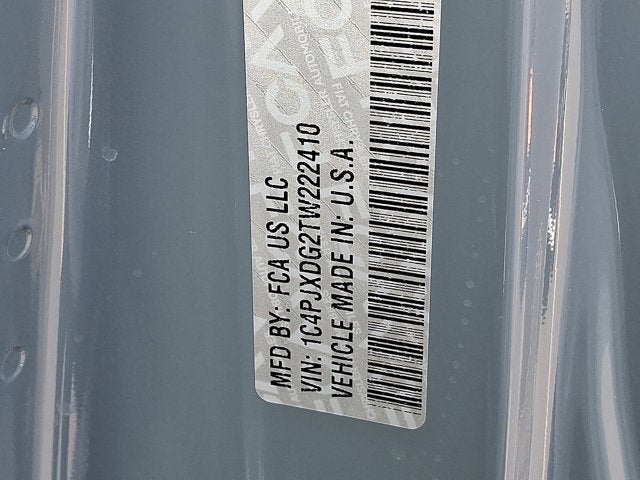 MFD BY: FCA US LLC
VIN: 1C4PJXDG2TW222410
VEHICLE MADE IN: U.S.A.